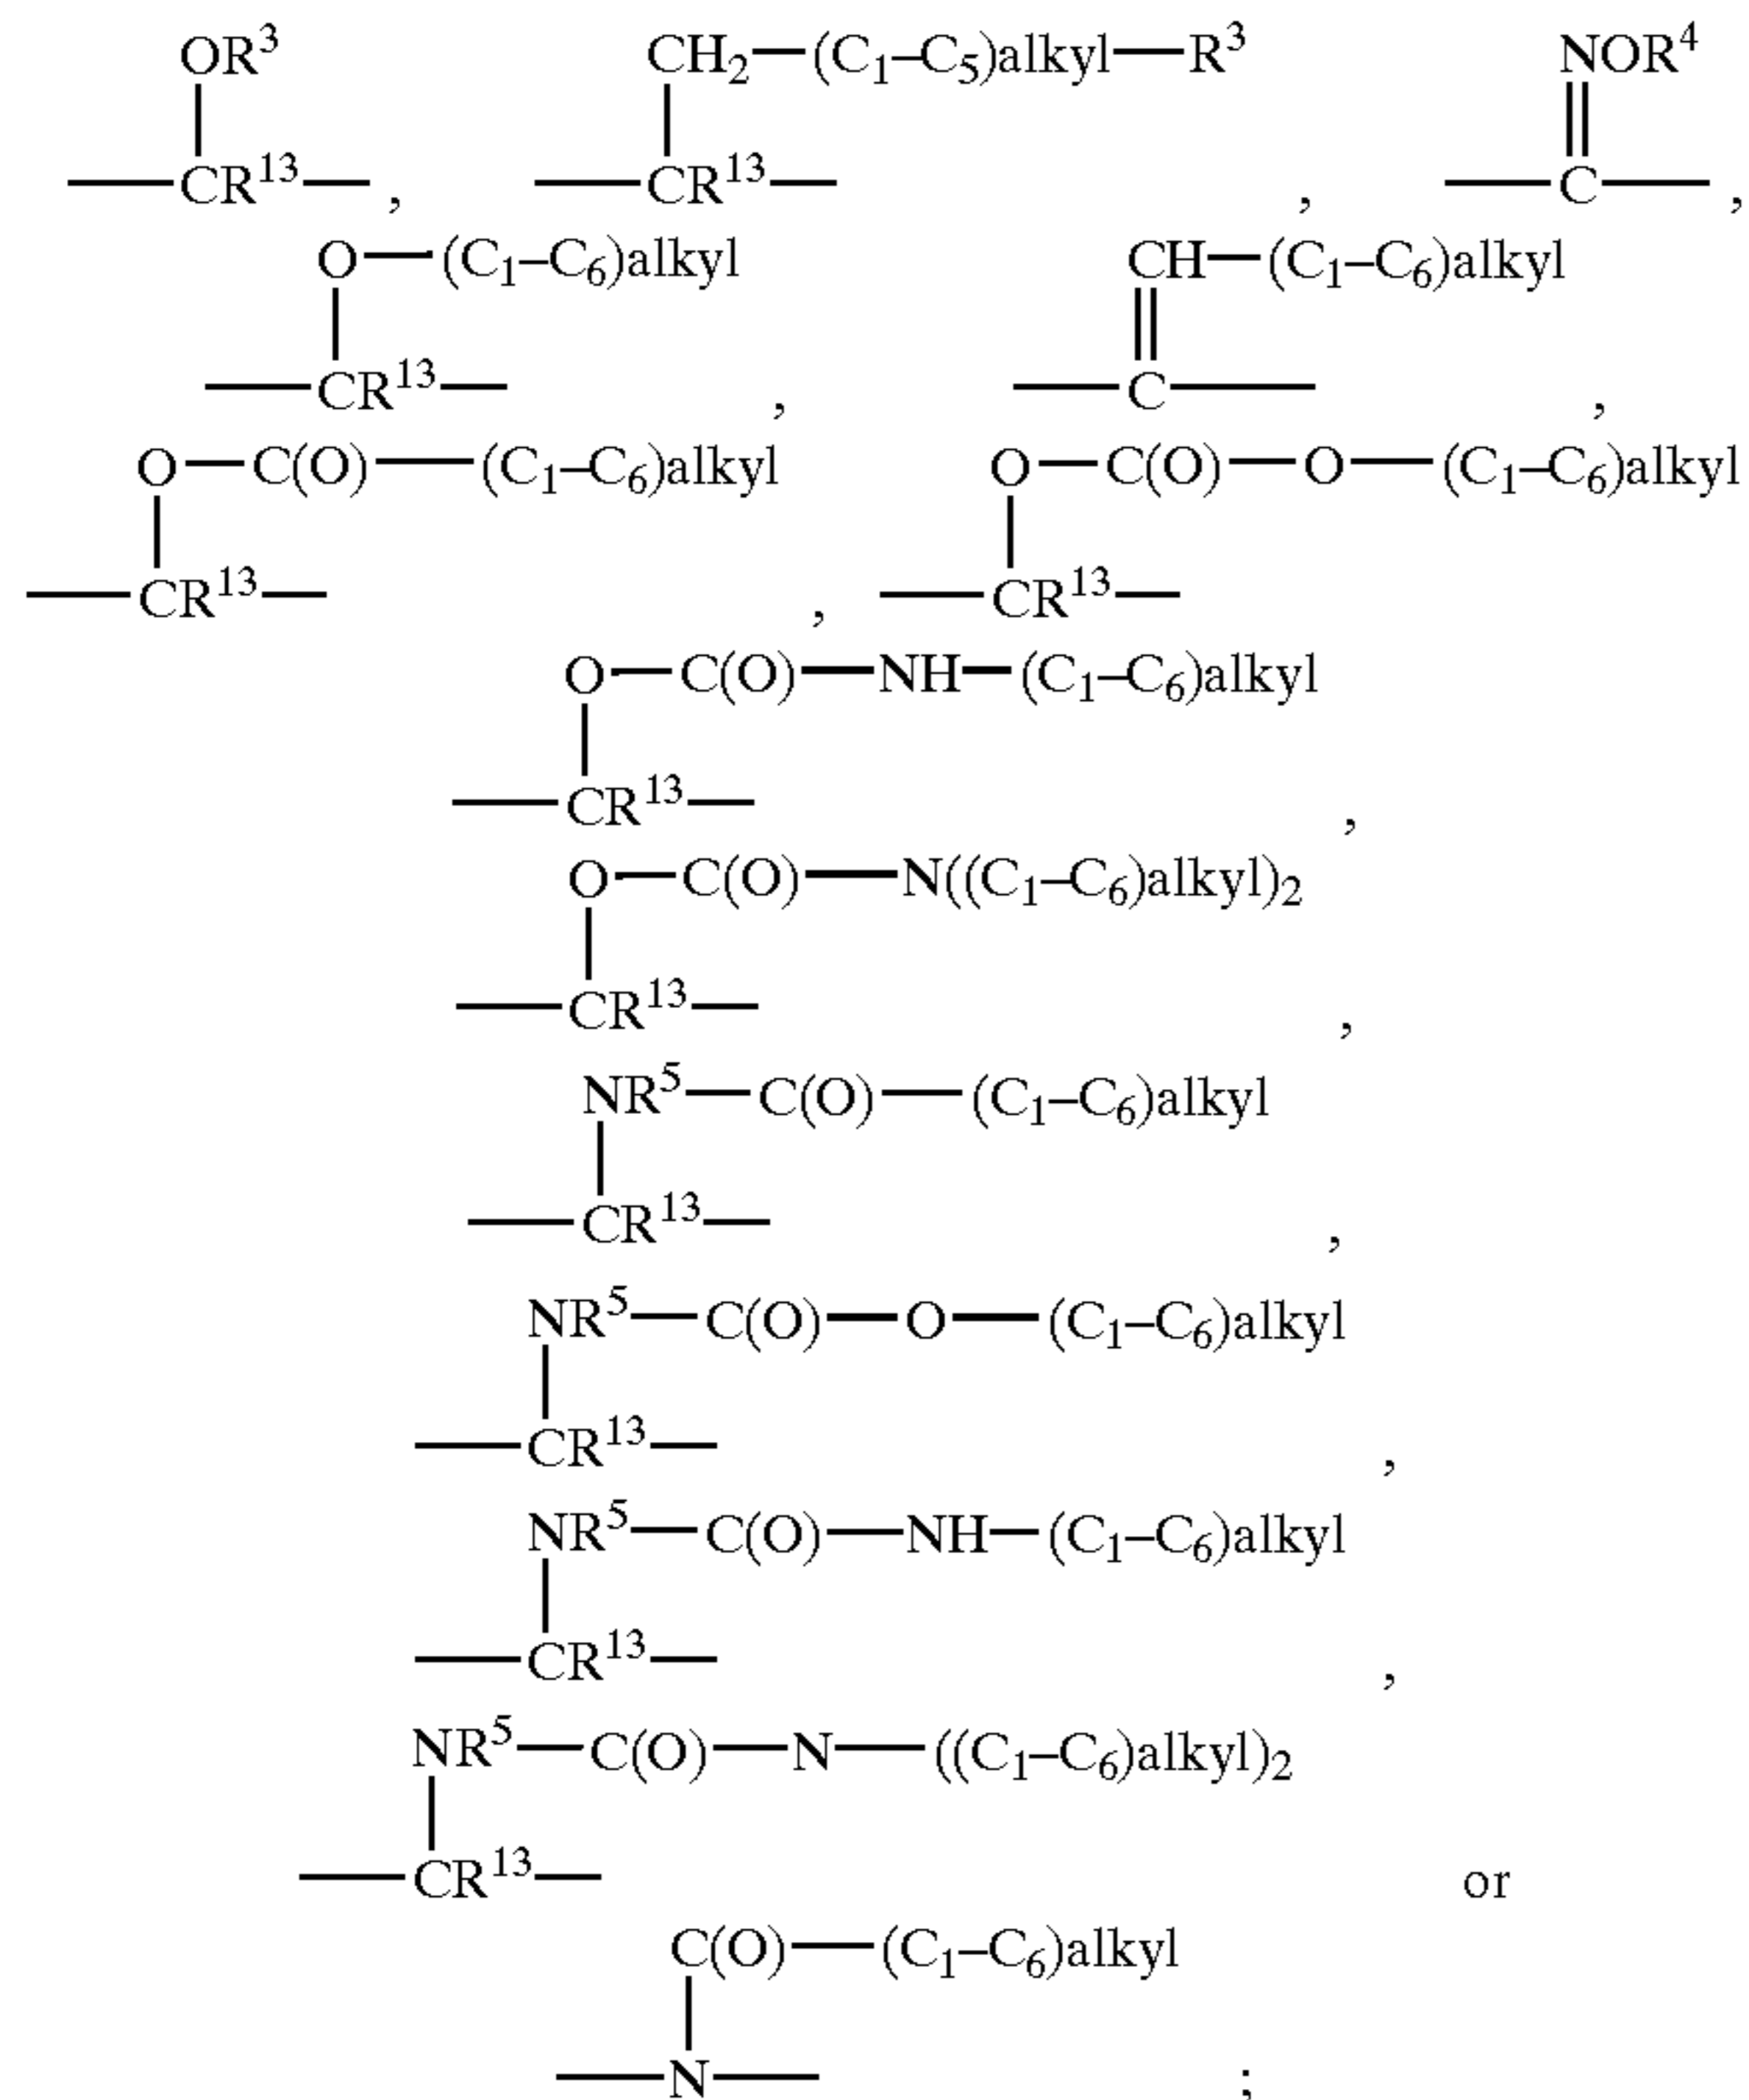 OR³ CH₂—(C₁–C₅)alkyl—R³ NOR⁴
—CR¹³—, —CR¹³— , —C— ,
O—(C₁–C₆)alkyl CH—(C₁–C₆)alkyl
—CR¹³— , —C— ,
O—C(O)—(C₁–C₆)alkyl O—C(O)—O—(C₁–C₆)alkyl
—CR¹³— , —CR¹³—
O—C(O)—NH—(C₁–C₆)alkyl
—CR¹³— ,
O—C(O)—N((C₁–C₆)alkyl)₂
—CR¹³— ,
NR⁵—C(O)—(C₁–C₆)alkyl
—CR¹³— ,
NR⁵—C(O)—O—(C₁–C₆)alkyl
—CR¹³— ,
NR⁵—C(O)—NH—(C₁–C₆)alkyl
—CR¹³— ,
NR⁵—C(O)—N—((C₁–C₆)alkyl)₂
—CR¹³— or
C(O)—(C₁–C₆)alkyl
—N— ;